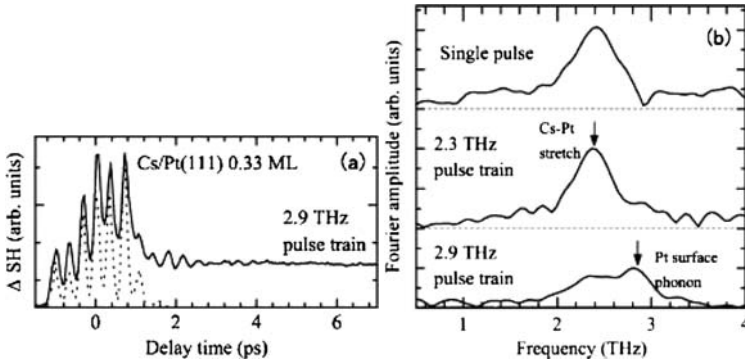 Δ SH (arb. units)
Cs/Pt(111) 0.33 ML
(a)
2.9 THz
pulse train
0
2
4
6
Delay time (ps)
Fourier amplitude (arb. units)
(b)
Single pulse
Cs-Pt
stretch
2.3 THz
pulse train
2.9 THz
pulse train
Pt surface
phonon
1
2
3
4
Frequency (THz)